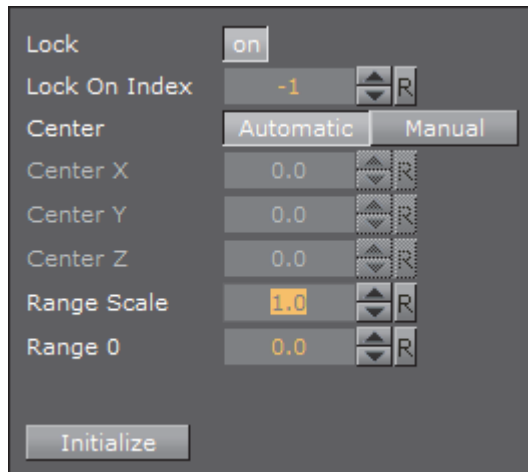 Lock on
Lock On Index -1 R
Center Automatic Manual
Center X 0.0 R
Center Y 0.0 R
Center Z 0.0 R
Range Scale 1.0 R
Range 0 0.0 R
Initialize